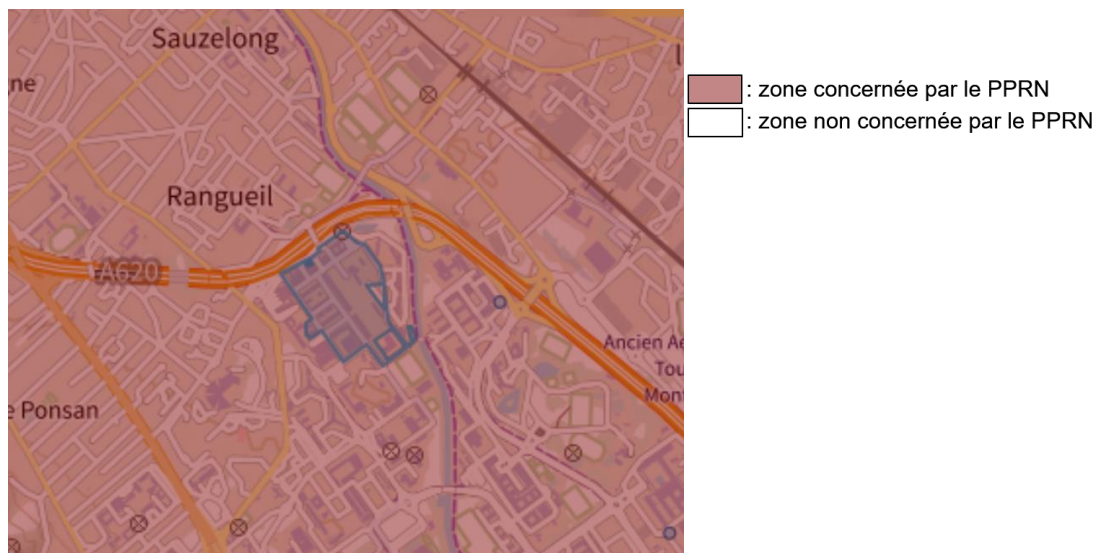 Sauzelong
ne
: zone concernée par le PPRN
: zone non concernée par le PPRN
Rangueil
A620
Ancien Aé
Tou
Mont
e Ponsan